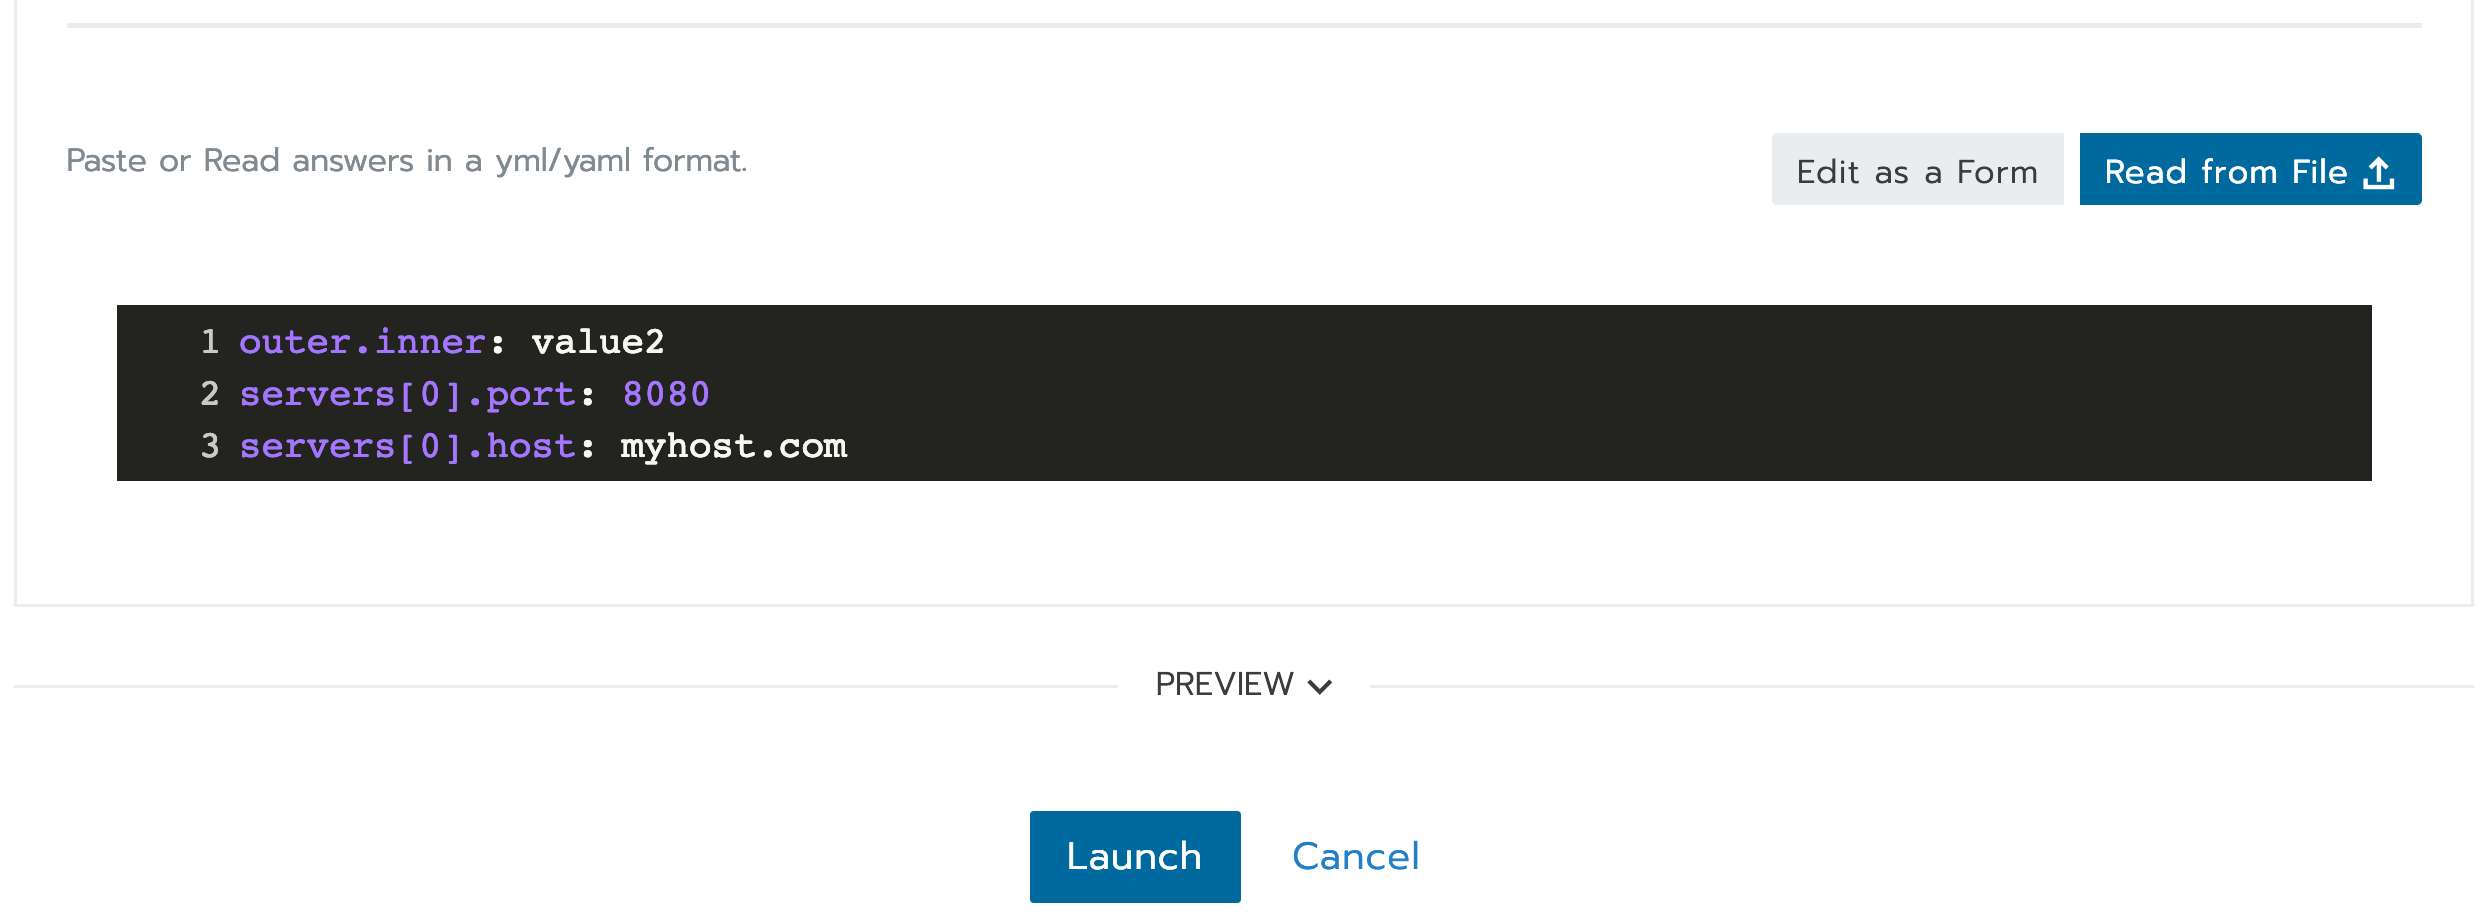 Paste or Read answers in a yml/yaml format.
Edit as a Form
Read from File
1 outer.inner: value2
2 servers[0].port: 8080
3 servers[0].host: myhost.com
PREVIEW
Launch
Cancel